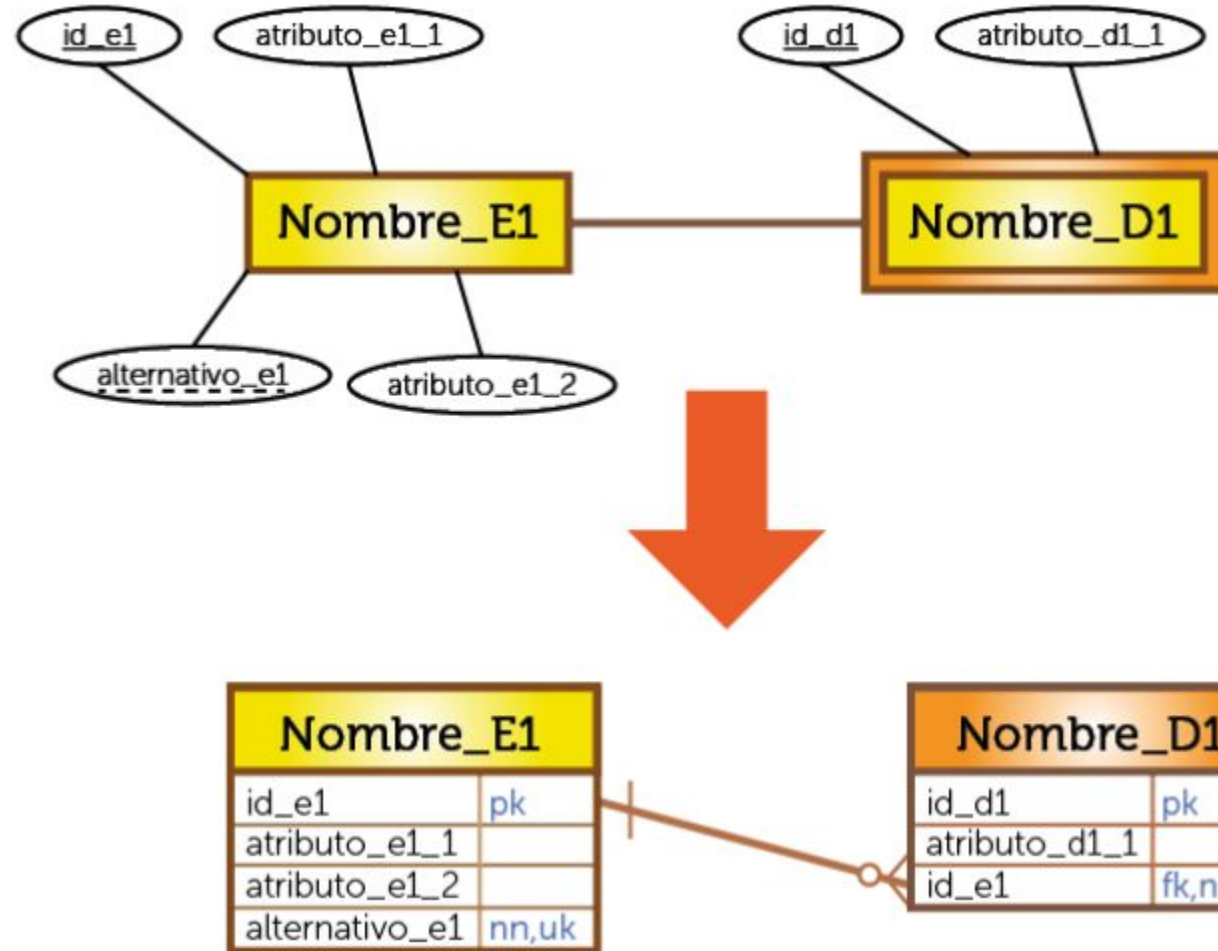 id_e1
atributo_e1_1
id_d1
atributo_d1_1
Nombre_E1
Nombre_D1
alternativo_e1
atributo_e1_2
Nombre_E1
id_e1 pk
atributo_e1_1
atributo_e1_2
alternativo_e1 nn,uk
Nombre_D1
id_d1 pk
atributo_d1_1
id_e1 fk,n